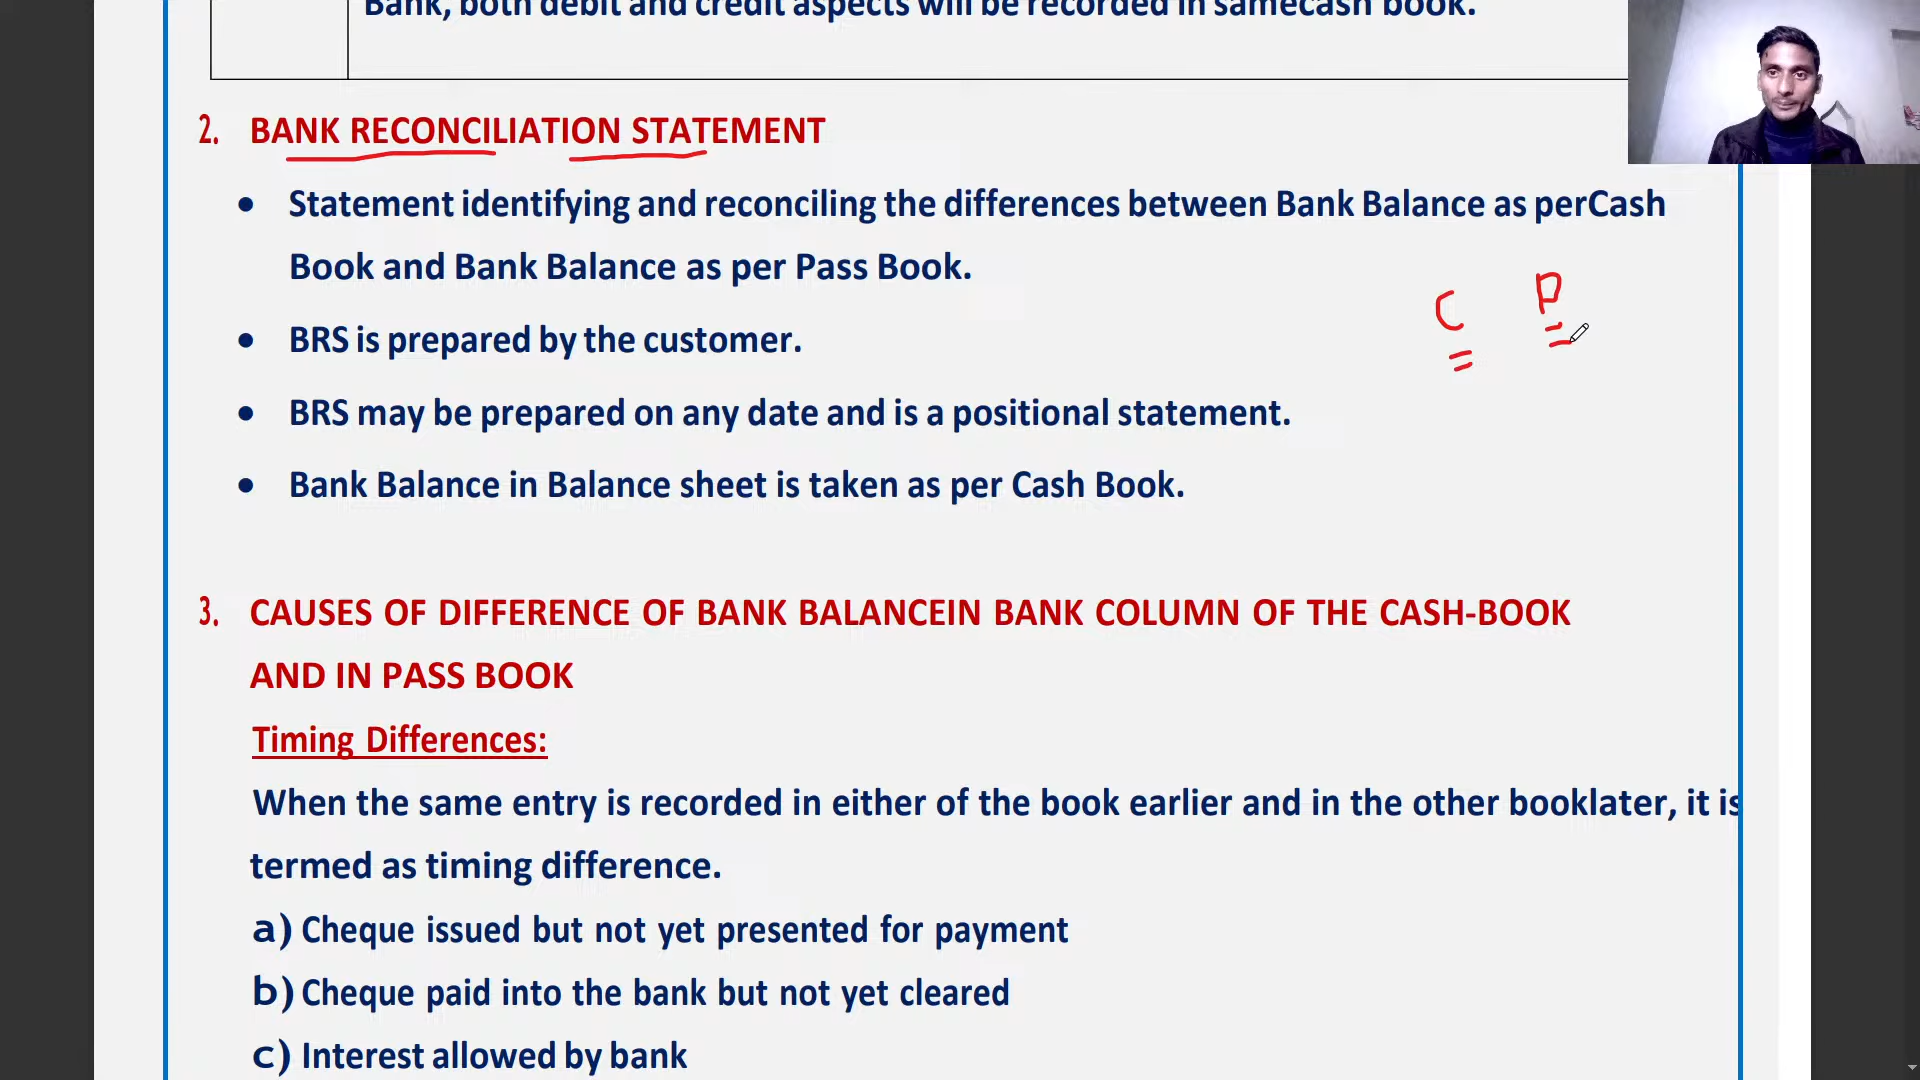 Bank, both debit and credit aspects will be recorded in samecash book.
2. BANK RECONCILIATION STATEMENT
• Statement identifying and reconciling the differences between Bank Balance as perCash
Book and Bank Balance as per Pass Book.
C P
• BRS is prepared by the customer.
• BRS may be prepared on any date and is a positional statement.
• Bank Balance in Balance sheet is taken as per Cash Book.
3. CAUSES OF DIFFERENCE OF BANK BALANCEIN BANK COLUMN OF THE CASH-BOOK
AND IN PASS BOOK
Timing Differences:
When the same entry is recorded in either of the book earlier and in the other booklater, it is
termed as timing difference.
a) Cheque issued but not yet presented for payment
b) Cheque paid into the bank but not yet cleared
c) Interest allowed by bank